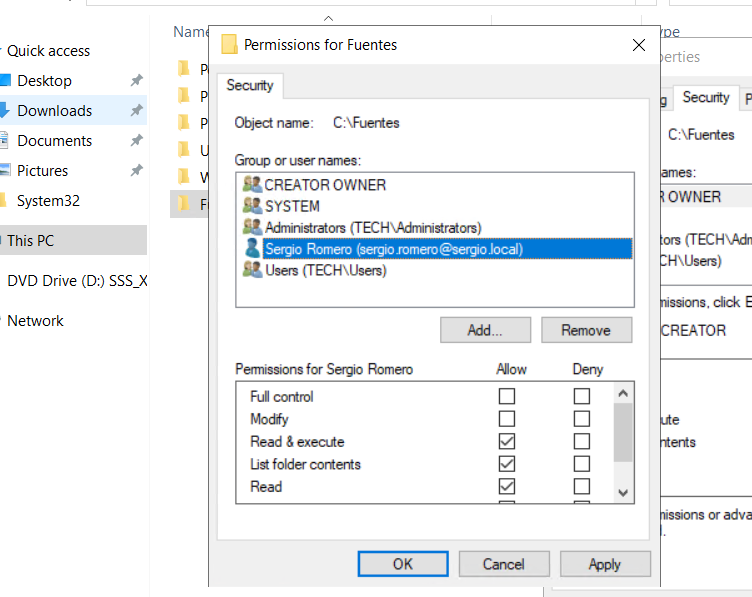 Name
ype
Quick access
Desktop
Downloads
Documents
Pictures
System32
This PC
DVD Drive (D:) SSS_X
Network
P
P
P
U
W
F
Permissions for Fuentes
Security
Object name: C:\Fuentes
Group or user names:
CREATOR OWNER
SYSTEM
Administrators (TECH\Administrators)
Sergio Romero (sergio.romero@sergio.local)
Users (TECH\Users)
Add...
Remove
Permissions for Sergio Romero
Allow
Deny
Full control
Modify
Read & execute
List folder contents
Read
OK
Cancel
Apply
perties
g
Security
P
C:\Fuentes
ames:
R OWNER
tors (TECH\Adm
CH\Users)
missions, click E
CREATOR
ute
ntents
missions or adva
d.